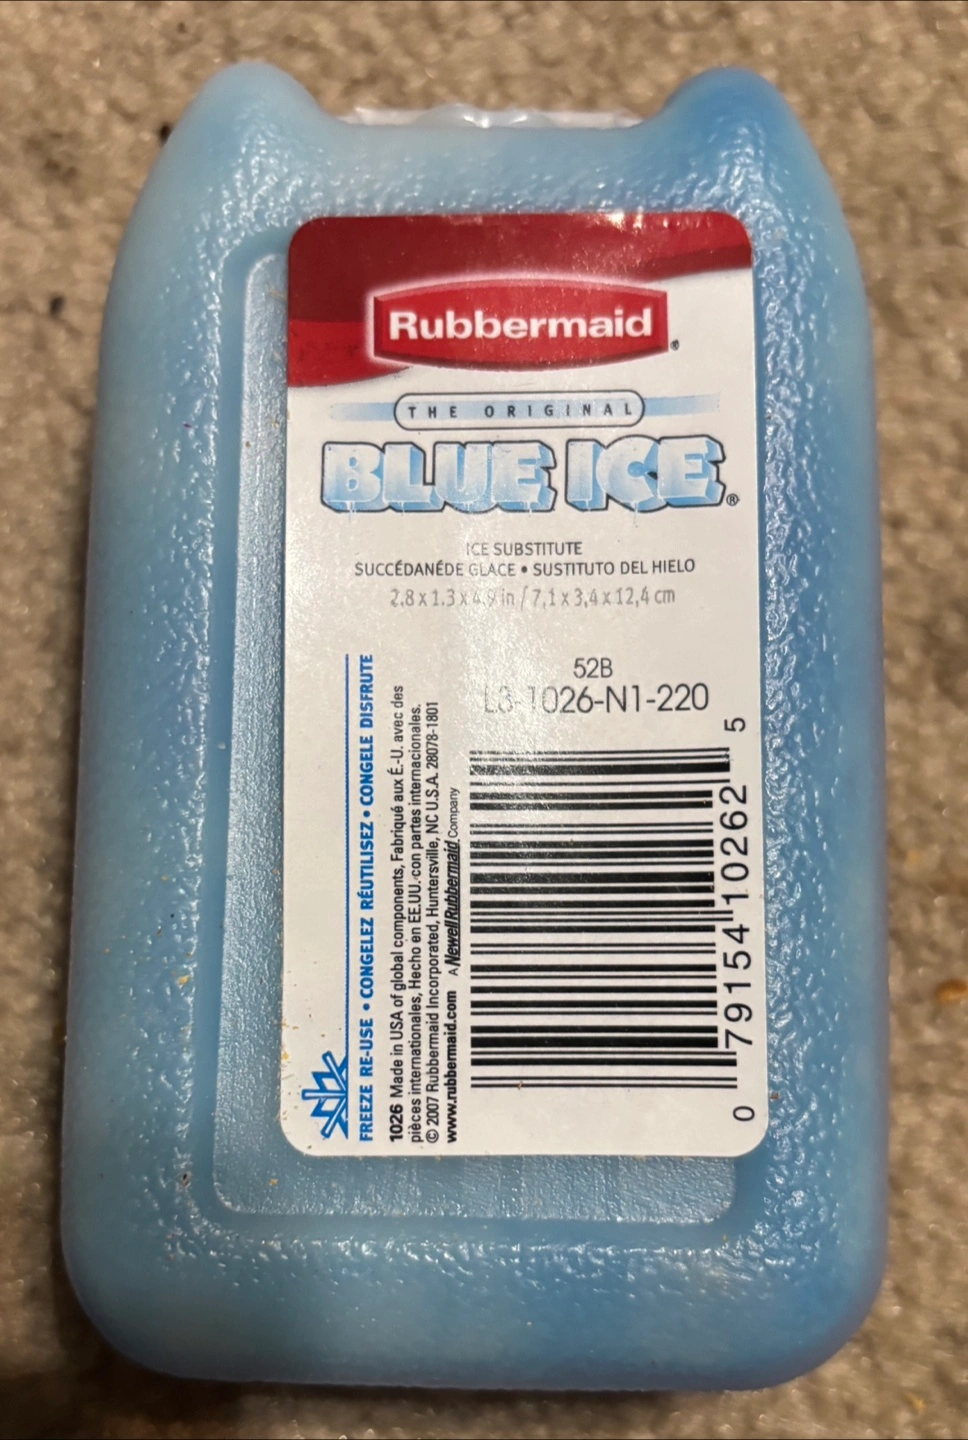 Rubbermaid®
THE ORIGINAL
BLUE ICE®
ICE SUBSTITUTE
SUCCÉDANÉDE GLACE • SUSTITUTO DEL HIELO
2.8 x 1.3 x 4.9 in / 7,1 x 3,4 x 12,4 cm
52B
L3-1026-N1-220
FREEZE RE-USE • CONGELEZ RÉUTILISEZ • CONGELE DISFRUTE
1026 Made in USA of global components, Fabriqué aux É.-U. avec des
pièces internationales, Hecho en EE.UU. con partes internacionales.
© 2007 Rubbermaid Incorporated, Huntersville, NC U.S.A. 28078-1801
www.rubbermaid.com A NewellRubbermaid Company
0 79154 10262 5